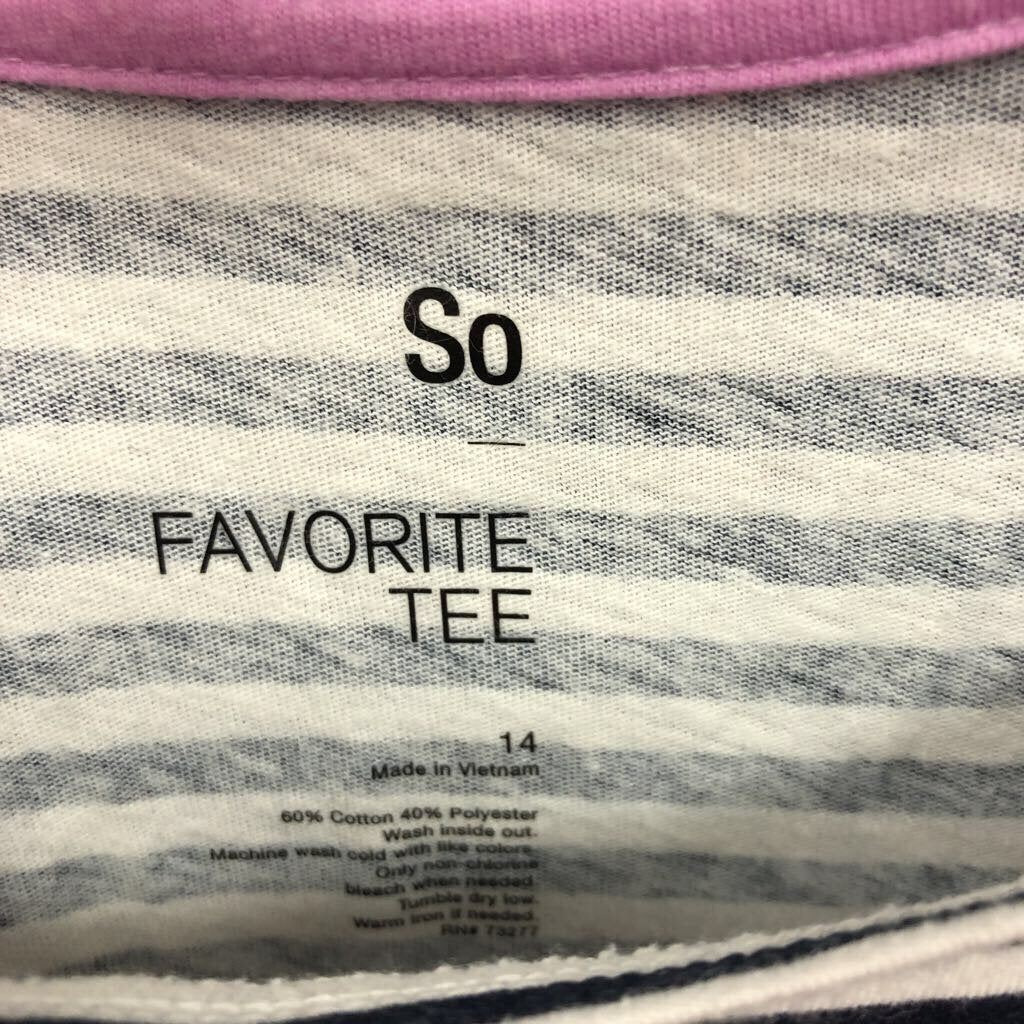 So
FAVORITE
TEE
14
Made in Vietnam
60% Cotton 40% Polyester
Wash inside out.
Machine wash cold with like colors.
Only non-chlorine
bleach when needed.
Tumble dry low.
Warm iron if needed.
RN# 73277